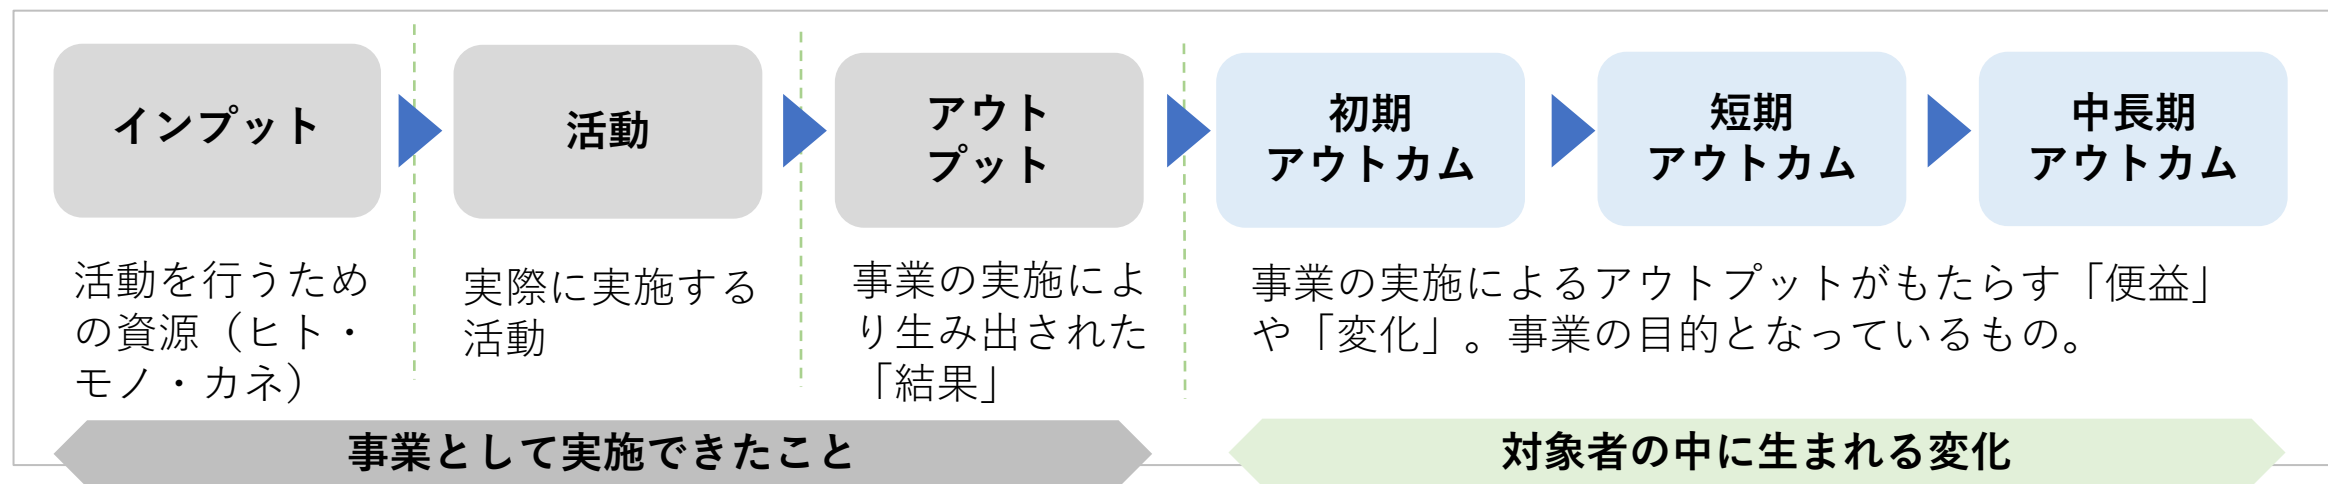 インプット
活動
アウト
プット
初期
アウトカム
短期
アウトカム
中長期
アウトカム
活動を行うため
の資源（ヒト・
モノ・カネ）
実際に実施する
活動
事業の実施によ
り生み出された
「結果」
事業の実施によるアウトプットがもたらす「便益」
や「変化」。事業の目的となっているもの。
事業として実施できたこと
対象者の中に生まれる変化